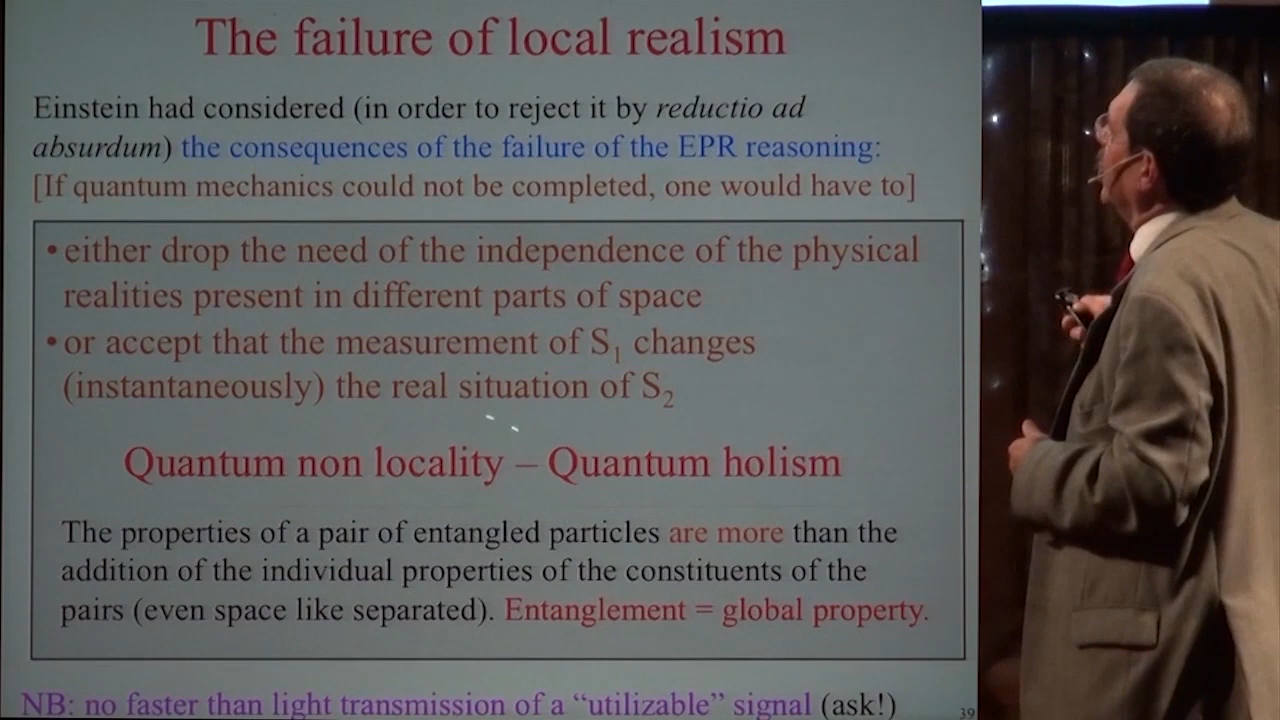 The failure of local realism
Einstein had considered (in order to reject it by reductio ad
absurdum) the consequences of the failure of the EPR reasoning:
[If quantum mechanics could not be completed, one would have to]
• either drop the need of the independence of the physical
realities present in different parts of space
• or accept that the measurement of S₁ changes
(instantaneously) the real situation of S₂
Quantum non locality – Quantum holism
The properties of a pair of entangled particles are more than the
addition of the individual properties of the constituents of the
pairs (even space like separated). Entanglement = global property.
NB: no faster than light transmission of a “utilizable” signal (ask!)
39